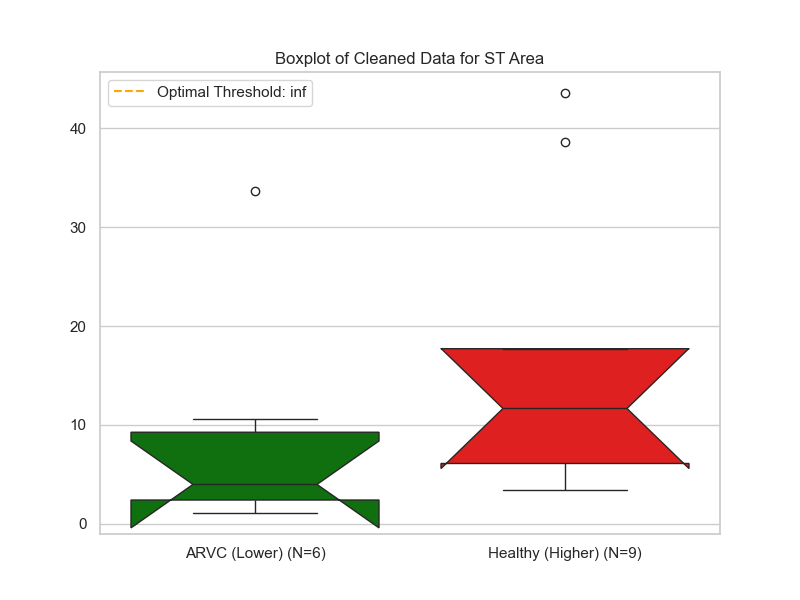 Boxplot of Cleaned Data for ST Area
Optimal Threshold: inf
40
30
20
10
0
ARVC (Lower) (N=6)
Healthy (Higher) (N=9)